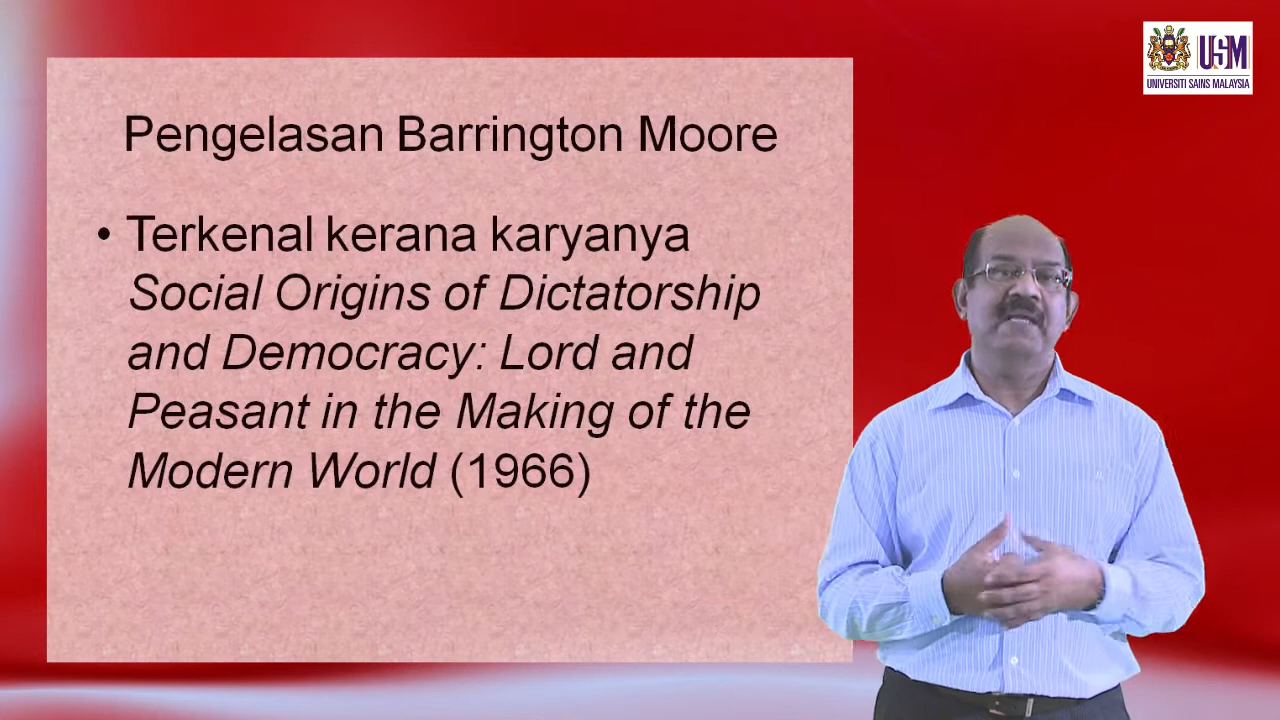 Pengelasan Barrington Moore
• Terkenal kerana karyanya
Social Origins of Dictatorship
and Democracy: Lord and
Peasant in the Making of the
Modern World (1966)
USM
UNIVERSITI SAINS MALAYSIA